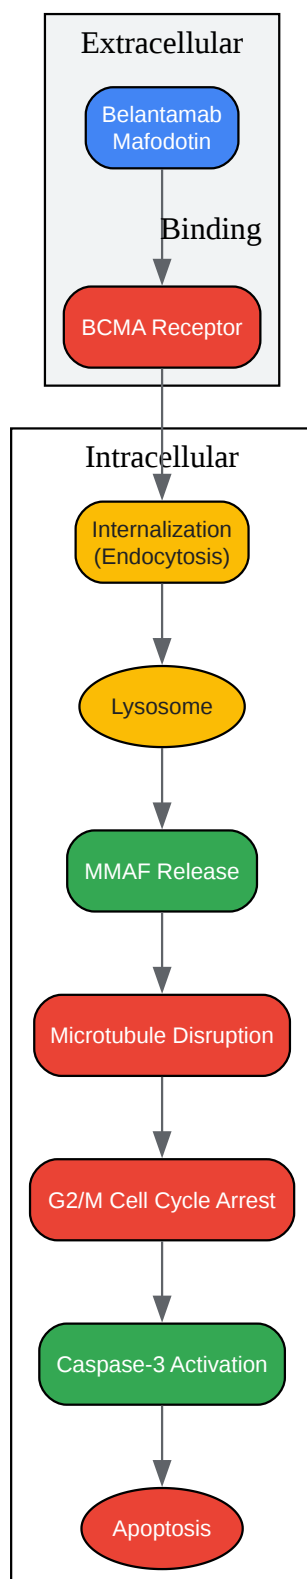 Extracellular
Belantamab
Mafodotin
Binding
BCMA Receptor
Intracellular
Internalization
(Endocytosis)
Lysosome
MMAF Release
Microtubule Disruption
G2/M Cell Cycle Arrest
Caspase-3 Activation
Apoptosis